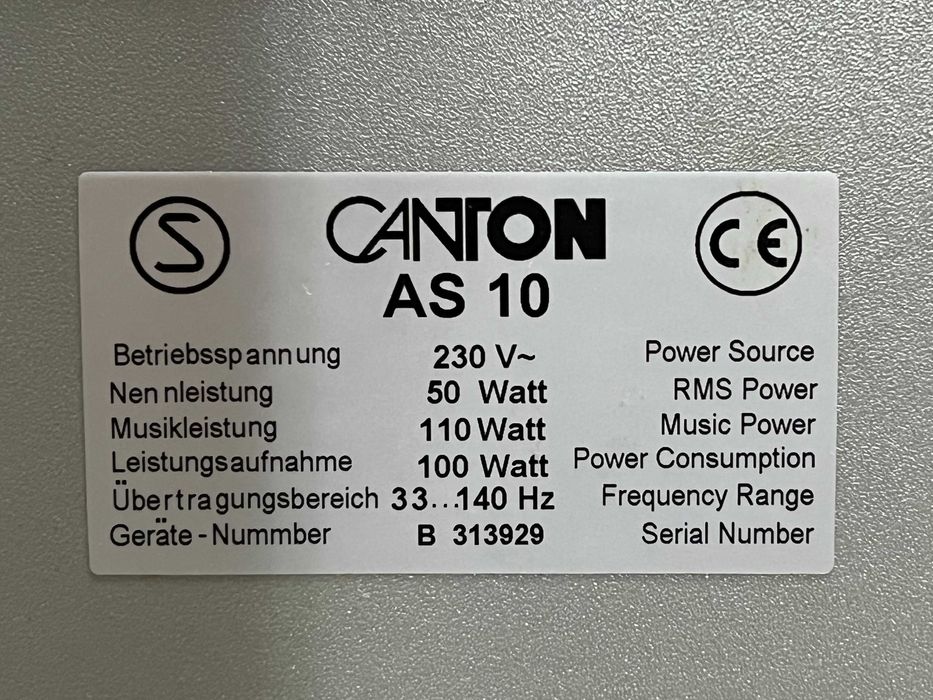 S CANTON CE
AS 10
Betriebsspannung 230 V~ Power Source
Nennleistung 50 Watt RMS Power
Musikleistung 110 Watt Music Power
Leistungsaufnahme 100 Watt Power Consumption
Übertragungsbereich 33...140 Hz Frequency Range
Geräte-Nummber B 313929 Serial Number